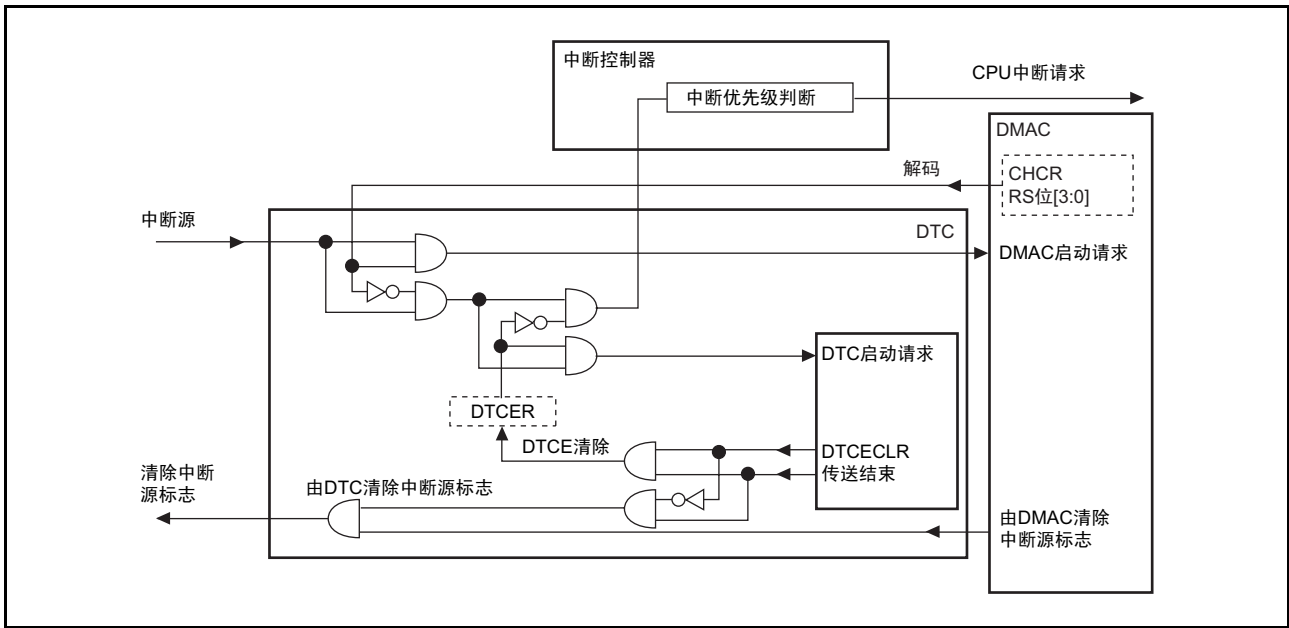 中断控制器
中断优先级判断
CPU中断请求
DMAC
解码
CHCR
RS位[3:0]
中断源
DTC
DMAC启动请求
DTC启动请求
DTCER
DTCE清除
DTCECLR
传送结束
清除中断
源标志
由DTC清除中断源标志
由DMAC清除
中断源标志